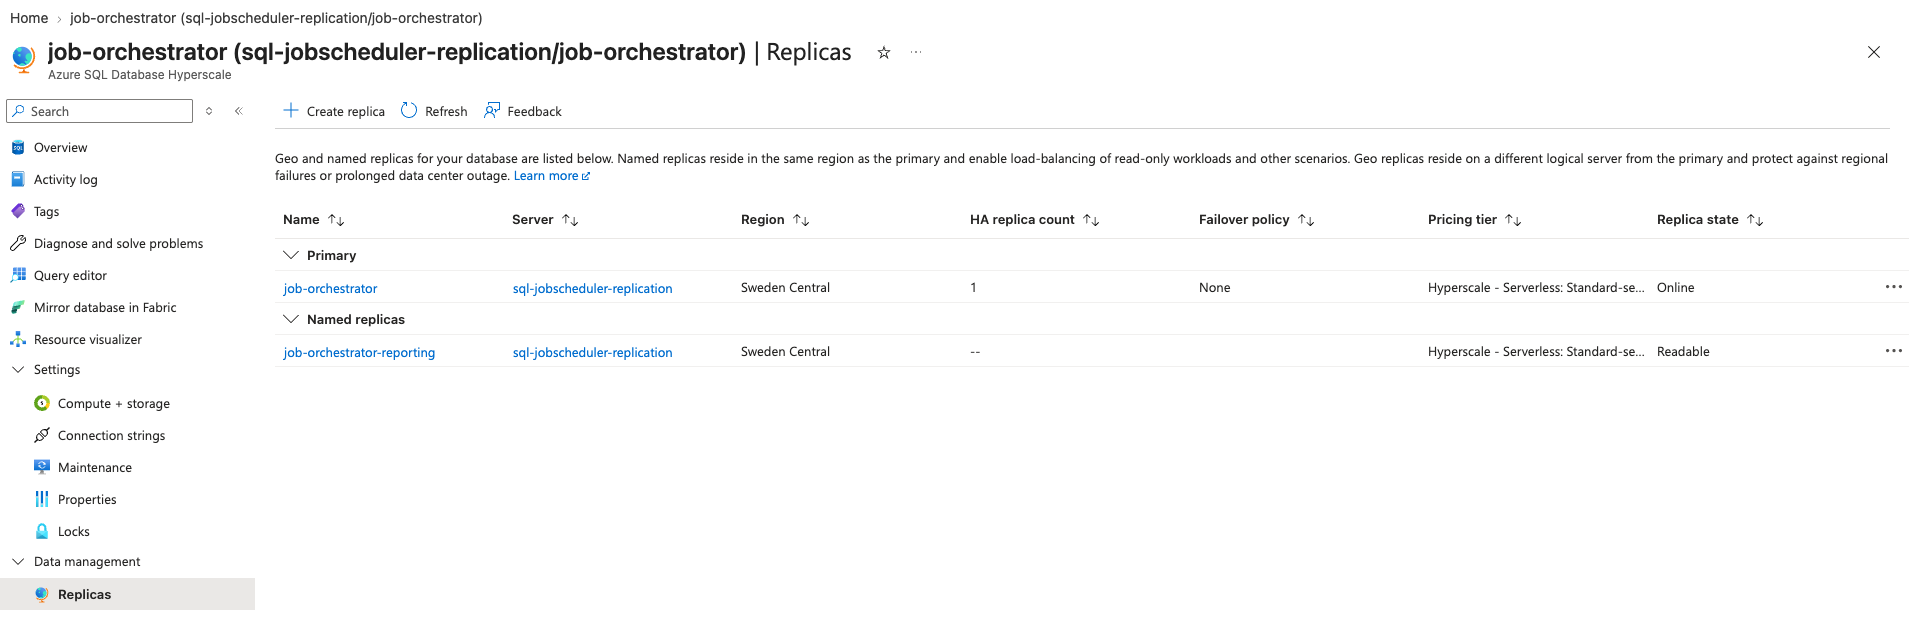 Home › job-orchestrator (sql-jobscheduler-replication/job-orchestrator)
job-orchestrator (sql-jobscheduler-replication/job-orchestrator) | Replicas
Azure SQL Database Hyperscale
Search
Overview
Activity log
Tags
Diagnose and solve problems
Query editor
Mirror database in Fabric
Resource visualizer
Settings
Compute + storage
Connection strings
Maintenance
Properties
Locks
Data management
Replicas
Create replica Refresh Feedback
Geo and named replicas for your database are listed below. Named replicas reside in the same region as the primary and enable load-balancing of read-only workloads and other scenarios. Geo replicas reside on a different logical server from the primary and protect against regional
failures or prolonged data center outage. Learn more
Name Server Region HA replica count Failover policy Pricing tier Replica state
Primary
job-orchestrator sql-jobscheduler-replication Sweden Central 1 None Hyperscale - Serverless: Standard-se... Online
Named replicas
job-orchestrator-reporting sql-jobscheduler-replication Sweden Central -- Hyperscale - Serverless: Standard-se... Readable